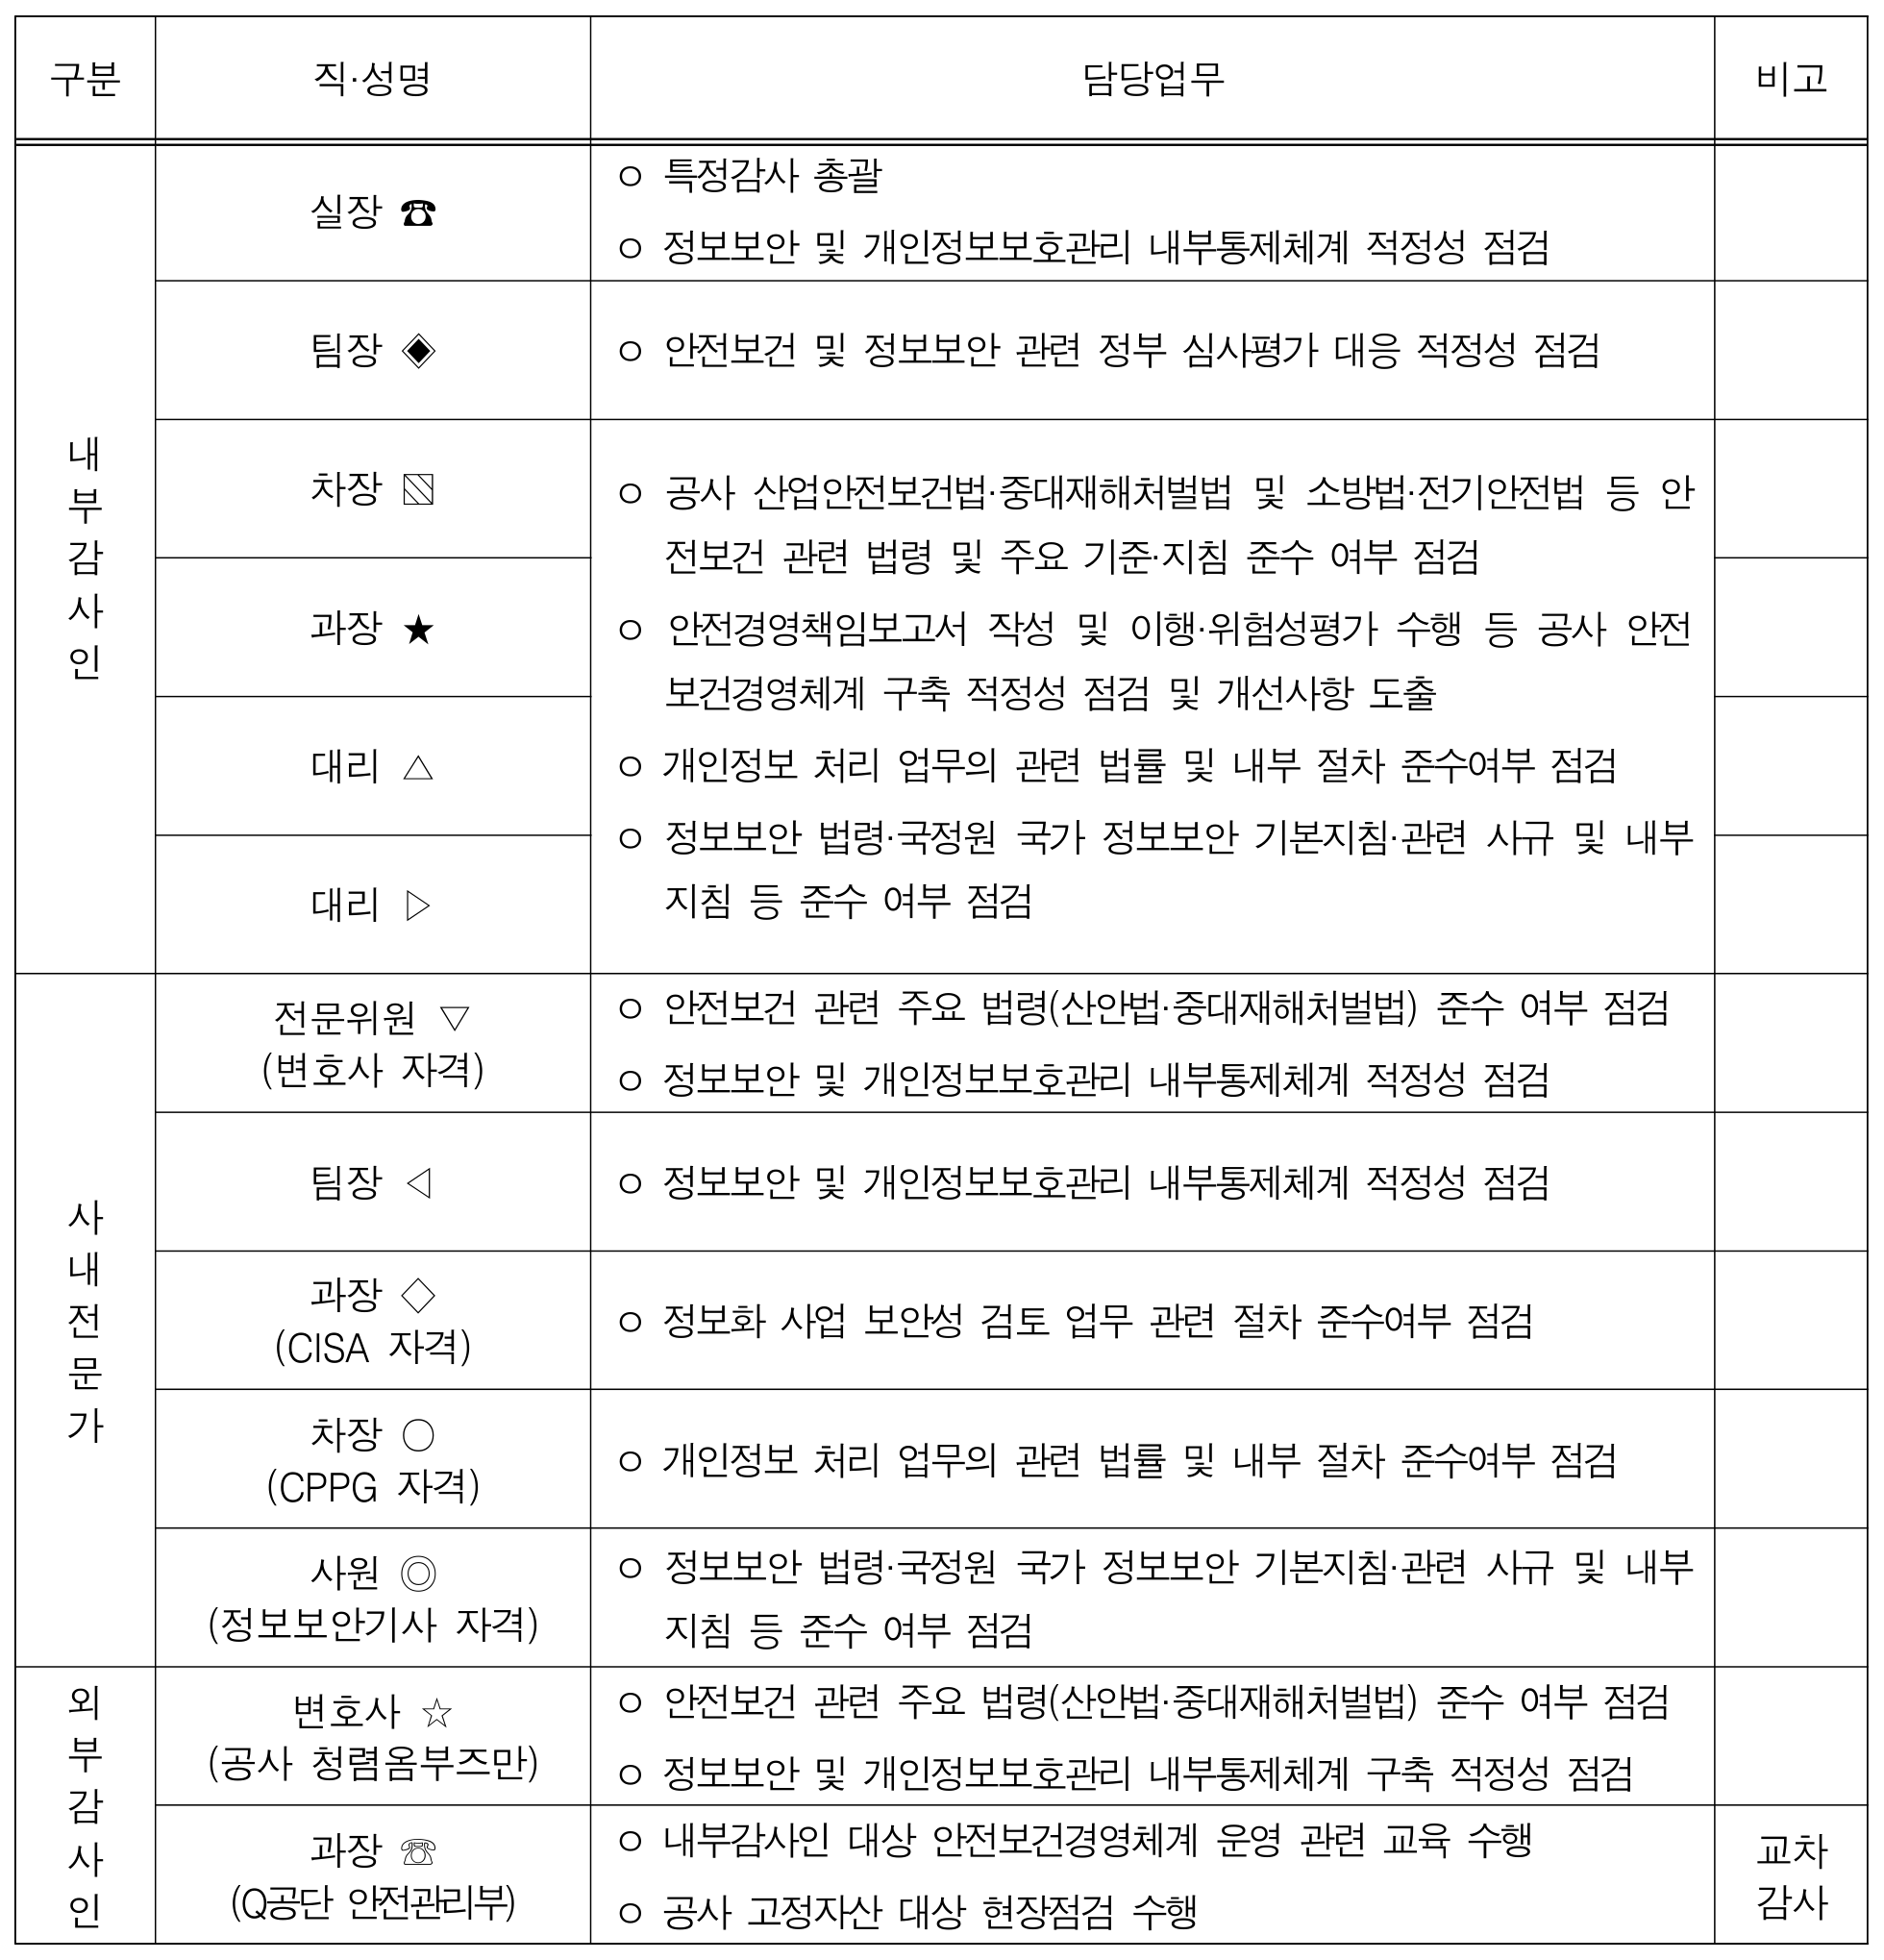 구분 직·성명 담당업무 비고
내
부
감
사
인
실장 ☎
ㅇ 특정감사 총괄
ㅇ 정보보안 및 개인정보보호관리 내부통제체계 적정성 점검
팀장 ◈
ㅇ 안전보건 및 정보보안 관련 정부 심사평가 대응 적정성 점검
차장 ▧
과장 ★
대리 △
대리 ▷
ㅇ 공사 산업안전보건법·중대재해처벌법 및 소방법·전기안전법 등 안
전보건 관련 법령 및 주요 기준·지침 준수 여부 점검
ㅇ 안전경영책임보고서 작성 및 이행·위험성평가 수행 등 공사 안전
보건경영체계 구축 적정성 점검 및 개선사항 도출
ㅇ 개인정보 처리 업무의 관련 법률 및 내부 절차 준수여부 점검
ㅇ 정보보안 법령·국정원 국가 정보보안 기본지침·관련 사규 및 내부
지침 등 준수 여부 점검
사
내
전
문
가
전문위원 ▽
(변호사 자격)
ㅇ 안전보건 관련 주요 법령(산안법·중대재해처벌법) 준수 여부 점검
ㅇ 정보보안 및 개인정보보호관리 내부통제체계 적정성 점검
팀장 ◁
ㅇ 정보보안 및 개인정보보호관리 내부통제체계 적정성 점검
과장 ◇
(CISA 자격)
ㅇ 정보화 사업 보안성 검토 업무 관련 절차 준수여부 점검
차장 ○
(CPPG 자격)
ㅇ 개인정보 처리 업무의 관련 법률 및 내부 절차 준수여부 점검
사원 ◎
(정보보안기사 자격)
ㅇ 정보보안 법령·국정원 국가 정보보안 기본지침·관련 사규 및 내부
지침 등 준수 여부 점검
외
부
감
사
인
변호사 ☆
(공사 청렴옴부즈만)
ㅇ 안전보건 관련 주요 법령(산안법·중대재해처벌법) 준수 여부 점검
ㅇ 정보보안 및 개인정보보호관리 내부통제체계 구축 적정성 점검
과장 ☏
(Q공단 안전관리부)
ㅇ 내부감사인 대상 안전보건경영체계 운영 관련 교육 수행
ㅇ 공사 고정자산 대상 현장점검 수행
교차
감사